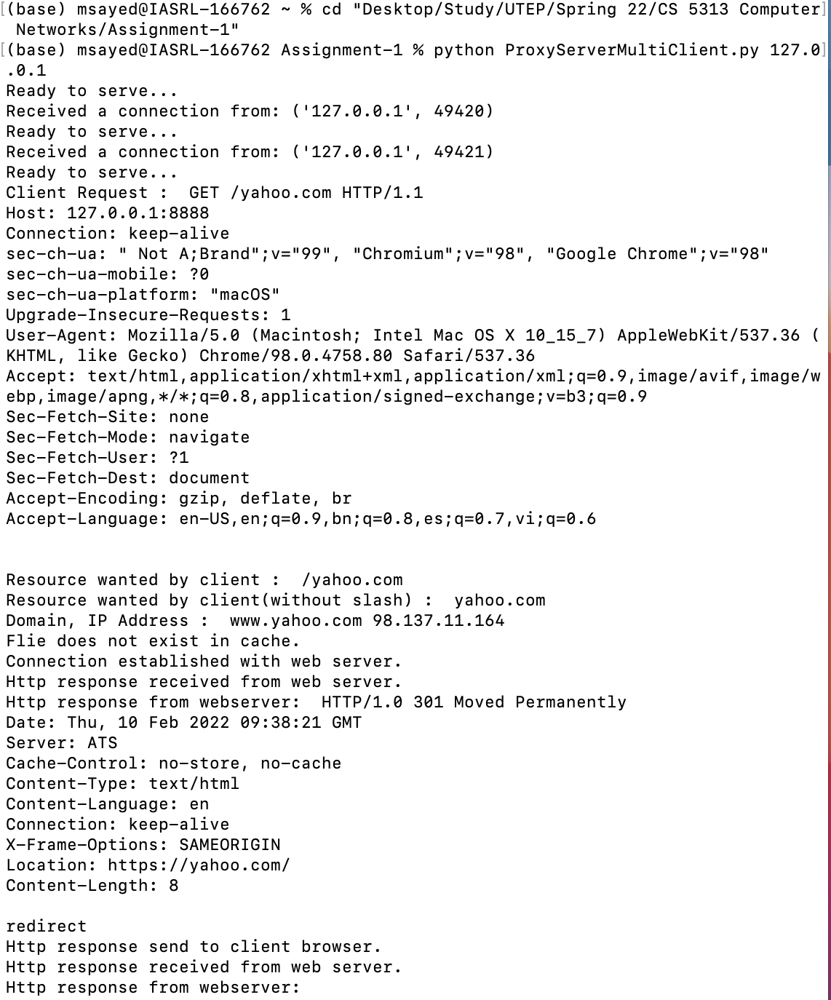 [(base) msayed@IASRL-166762 ~ % cd "Desktop/Study/UTEP/Spring 22/CS 5313 Computer]
 Networks/Assignment-1"
[(base) msayed@IASRL-166762 Assignment-1 % python ProxyServerMultiClient.py 127.0]
.0.1
Ready to serve...
Received a connection from: ('127.0.0.1', 49420)
Ready to serve...
Received a connection from: ('127.0.0.1', 49421)
Ready to serve...
Client Request :  GET /yahoo.com HTTP/1.1
Host: 127.0.0.1:8888
Connection: keep-alive
sec-ch-ua: " Not A;Brand";v="99", "Chromium";v="98", "Google Chrome";v="98"
sec-ch-ua-mobile: ?0
sec-ch-ua-platform: "macOS"
Upgrade-Insecure-Requests: 1
User-Agent: Mozilla/5.0 (Macintosh; Intel Mac OS X 10_15_7) AppleWebKit/537.36 (
KHTML, like Gecko) Chrome/98.0.4758.80 Safari/537.36
Accept: text/html,application/xhtml+xml,application/xml;q=0.9,image/avif,image/w
ebp,image/apng,*/*;q=0.8,application/signed-exchange;v=b3;q=0.9
Sec-Fetch-Site: none
Sec-Fetch-Mode: navigate
Sec-Fetch-User: ?1
Sec-Fetch-Dest: document
Accept-Encoding: gzip, deflate, br
Accept-Language: en-US,en;q=0.9,bn;q=0.8,es;q=0.7,vi;q=0.6
Resource wanted by client :  /yahoo.com
Resource wanted by client(without slash) :  yahoo.com
Domain, IP Address :  www.yahoo.com 98.137.11.164
Flie does not exist in cache.
Connection established with web server.
Http response received from web server.
Http response from webserver:  HTTP/1.0 301 Moved Permanently
Date: Thu, 10 Feb 2022 09:38:21 GMT
Server: ATS
Cache-Control: no-store, no-cache
Content-Type: text/html
Content-Language: en
Connection: keep-alive
X-Frame-Options: SAMEORIGIN
Location: https://yahoo.com/
Content-Length: 8
redirect
Http response send to client browser.
Http response received from web server.
Http response from webserver: